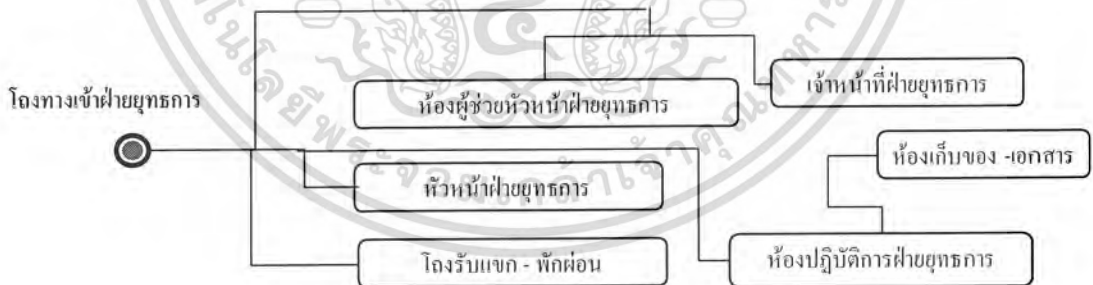 โถงทางเข้าฝ่ายยุทธการ
ห้องผู้ช่วยหัวหน้าฝ่ายยุทธการ
เจ้าหน้าที่ฝ่ายยุทธการ
ห้องเก็บของ -เอกสาร
หัวหน้าฝ่ายยุทธการ
โถงรับแขก - พักผ่อน
ห้องปฏิบัติการฝ่ายยุทธการ